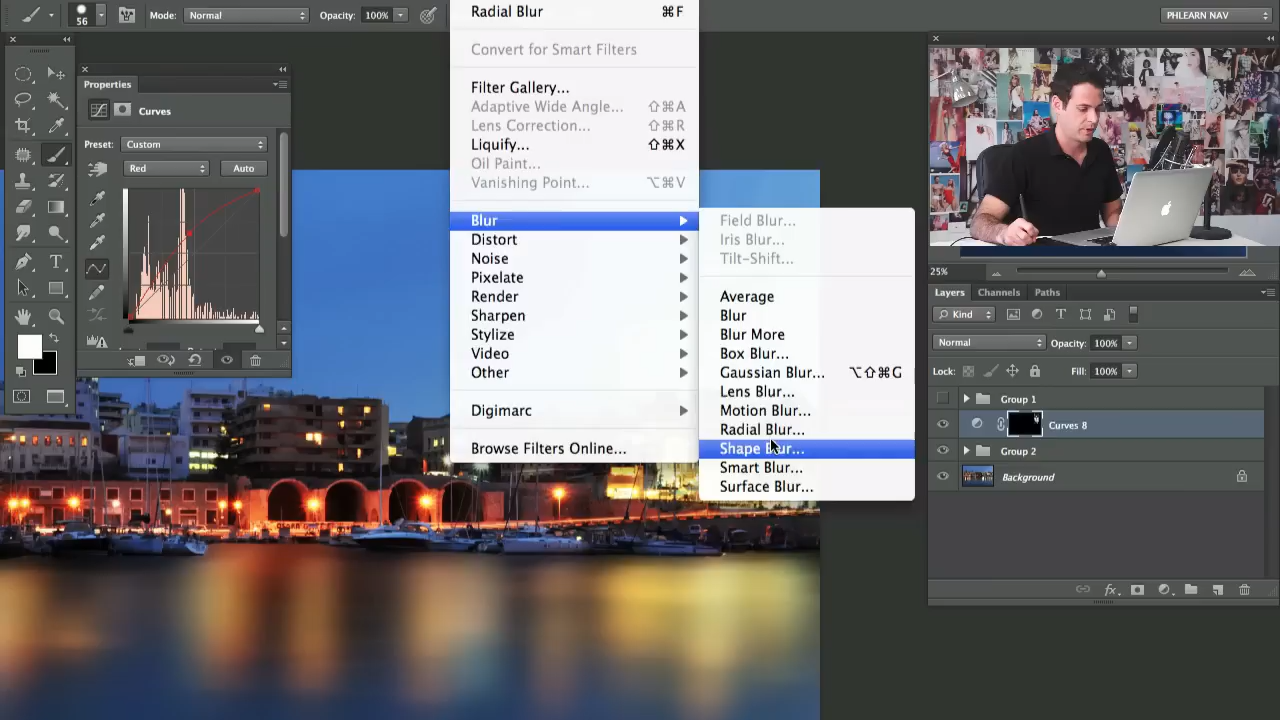 56
Mode: Normal
Opacity: 100%
PHLEARN NAV
Properties
Curves
Preset: Custom
Red
Auto
Radial Blur ⌘F
Convert for Smart Filters
Filter Gallery...
Adaptive Wide Angle... ⇧⌘A
Lens Correction... ⇧⌘R
Liquify... ⇧⌘X
Oil Paint...
Vanishing Point... ⌥⌘V
Blur
Distort
Noise
Pixelate
Render
Sharpen
Stylize
Video
Other
Digimarc
Browse Filters Online...
Field Blur...
Iris Blur...
Tilt-Shift...
Average
Blur
Blur More
Box Blur...
Gaussian Blur... ⌥⇧⌘G
Lens Blur...
Motion Blur...
Radial Blur...
Shape Blur...
Smart Blur...
Surface Blur...
25%
Layers
Channels
Paths
Kind
Normal
Opacity: 100%
Lock:
Fill: 100%
Group 1
Curves 8
Group 2
Background